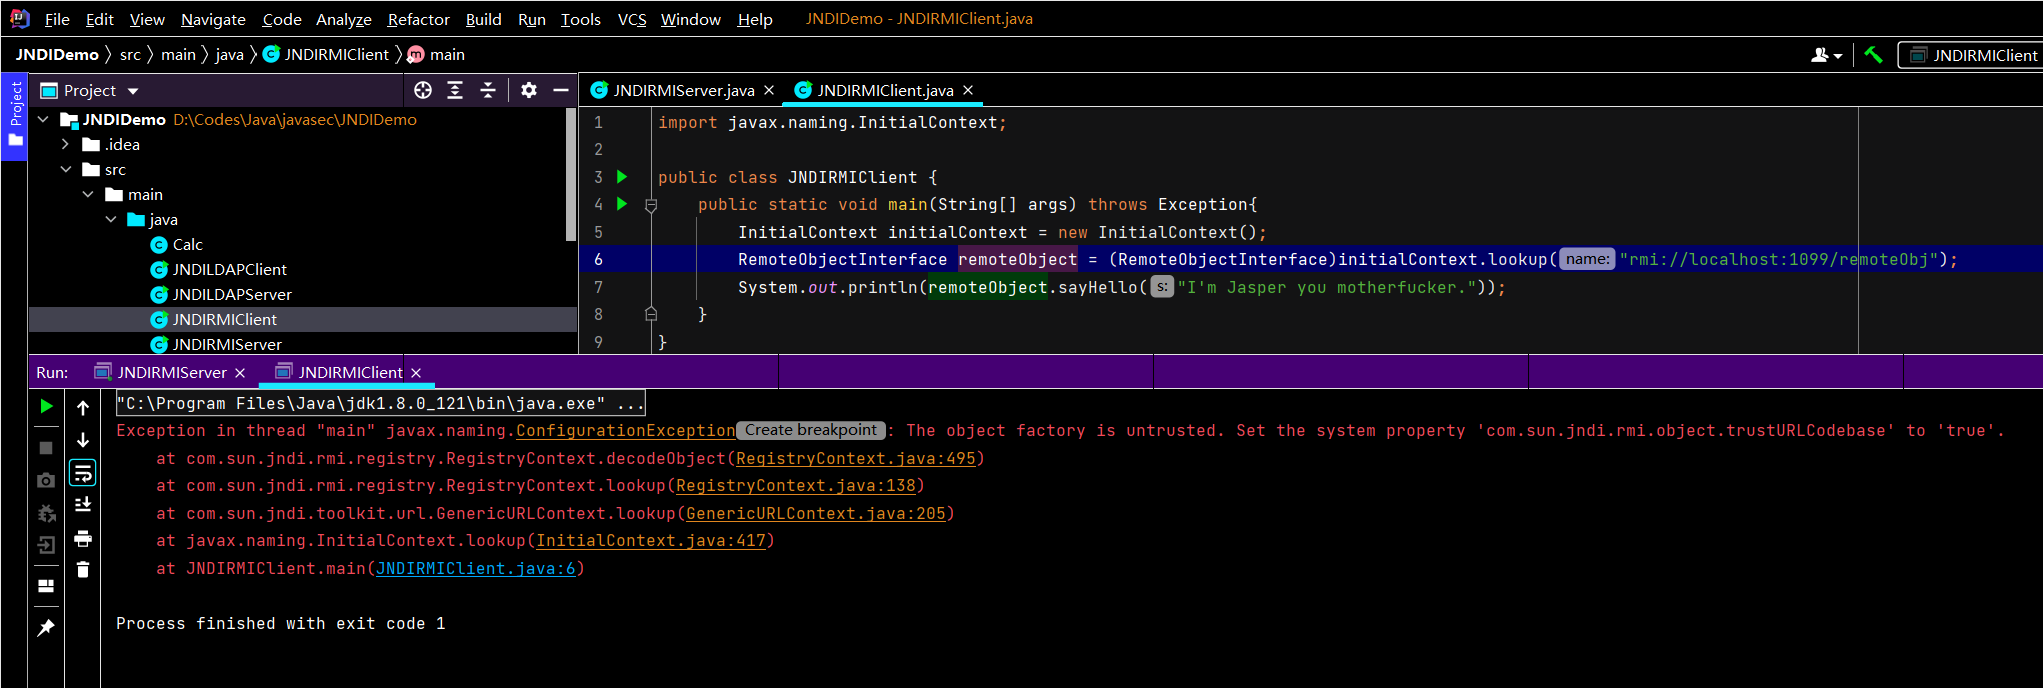 File Edit View Navigate Code Analyze Refactor Build Run Tools VCS Window Help JNDIDemo - JNDIRMIClient.java
JNDIDemo src main java JNDIRMIClient main JNDIRMIClient
Project
Project
JNDIDemo D:\Codes\Java\javasec\JNDIDemo
.idea
src
main
java
Calc
JNDILDAPClient
JNDILDAPServer
JNDIRMIClient
JNDIRMIServer
JNDIRMIServer.java JNDIRMIClient.java
1 import javax.naming.InitialContext;
2
3 public class JNDIRMIClient {
4 public static void main(String[] args) throws Exception{
5 InitialContext initialContext = new InitialContext();
6 RemoteObjectInterface remoteObject = (RemoteObjectInterface)initialContext.lookup( name: "rmi://localhost:1099/remoteObj");
7 System.out.println(remoteObject.sayHello( s: "I'm Jasper you motherfucker."));
8 }
9 }
Run: JNDIRMIServer JNDIRMIClient
"C:\Program Files\Java\jdk1.8.0_121\bin\java.exe" ...
Exception in thread "main" javax.naming.ConfigurationException Create breakpoint : The object factory is untrusted. Set the system property 'com.sun.jndi.rmi.object.trustURLCodebase' to 'true'.
at com.sun.jndi.rmi.registry.RegistryContext.decodeObject(RegistryContext.java:495)
at com.sun.jndi.rmi.registry.RegistryContext.lookup(RegistryContext.java:138)
at com.sun.jndi.toolkit.url.GenericURLContext.lookup(GenericURLContext.java:205)
at javax.naming.InitialContext.lookup(InitialContext.java:417)
at JNDIRMIClient.main(JNDIRMIClient.java:6)
Process finished with exit code 1